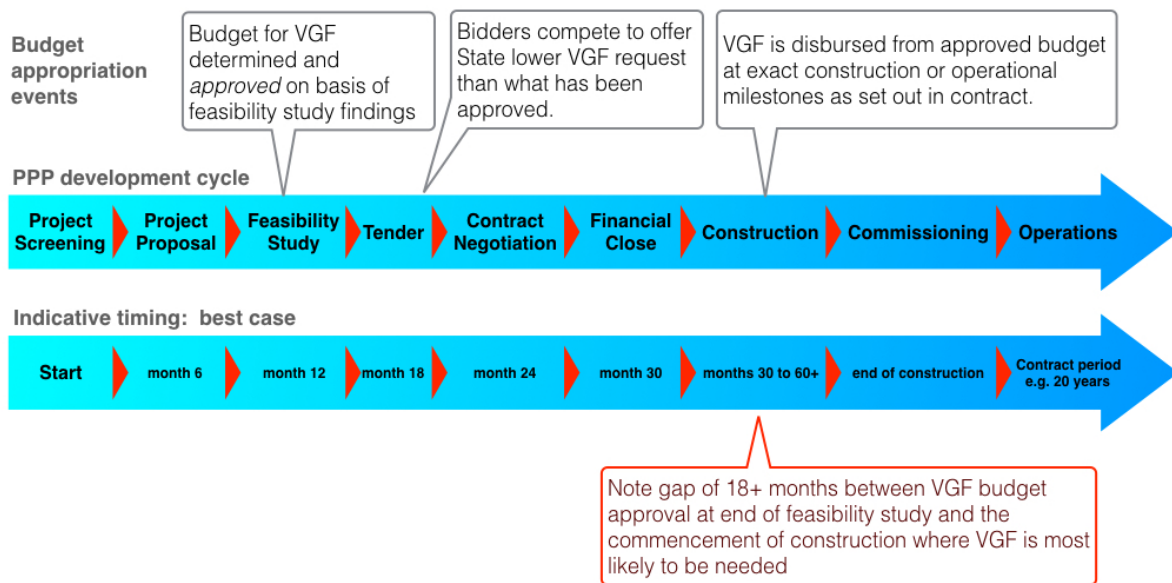 Budget
appropriation
events
Budget for VGF
determined and
approved on basis of
feasibility study findings
Bidders compete to offer
State lower VGF request
than what has been
approved.
VGF is disbursed from approved budget
at exact construction or operational
milestones as set out in contract.
PPP development cycle
Project
Screening
Project
Proposal
Feasibility
Study
Tender
Contract
Negotiation
Financial
Close
Construction
Commissioning
Operations
Indicative timing: best case
Start
month 6
month 12
month 18
month 24
month 30
months 30 to 60+
end of construction
Contract period
e.g. 20 years
Note gap of 18+ months between VGF budget
approval at end of feasibility study and the
commencement of construction where VGF is most
likely to be needed